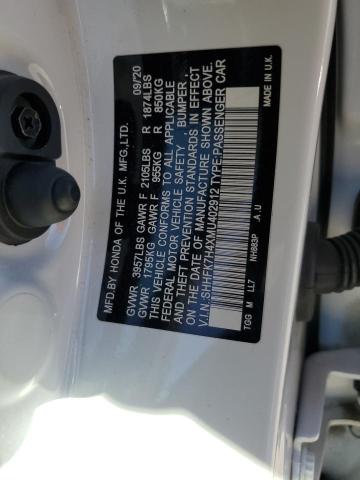 MFD.BY HONDA OF THE U.K. MFG.,LTD. 09/20
GVWR 3957LBS GAWR F 2105LBS R 1874LBS
GVWR 1795KG GAWR F 955KG R 850KG
THIS VEHICLE CONFORMS TO ALL APPLICABLE
FEDERAL MOTOR VEHICLE SAFETY, BUMPER,
AND THEFT PREVENTION STANDARDS IN EFFECT
ON THE DATE OF MANUFACTURE SHOWN ABOVE.
V.I.N.:SHHFK7H4XMU402912 TYPE:PASSENGER CAR
TGG M LL7 NH883P .A.U MADE IN U.K.